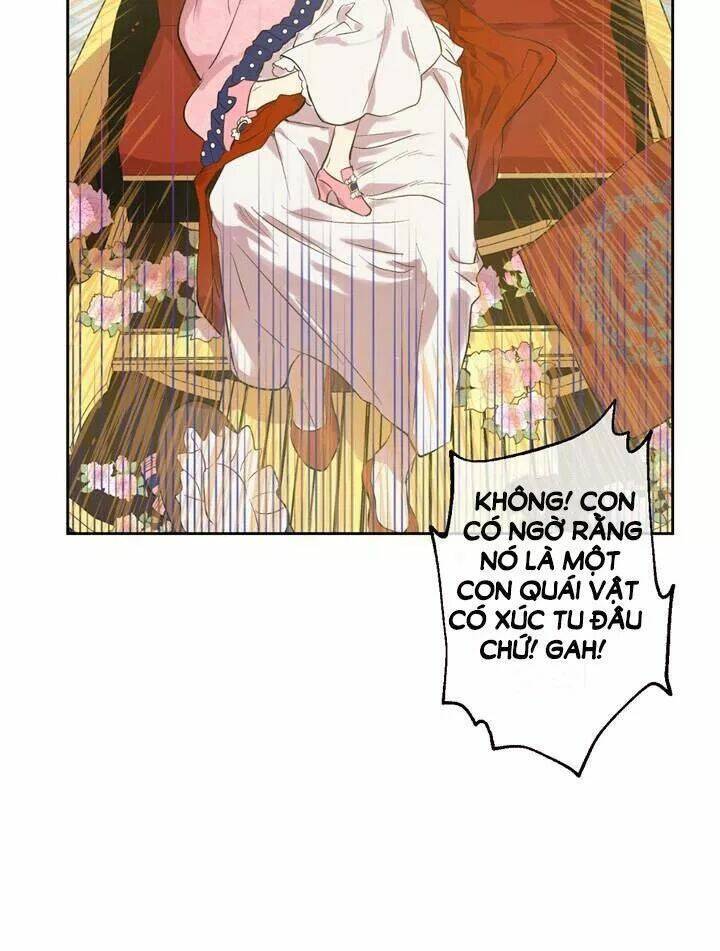 KHÔNG! CON
CÓ NGỜ RẰNG
NÓ LÀ MỘT
CON QUÁI VẬT
CÓ XÚC TU ĐÂU
CHỨ! GAH!